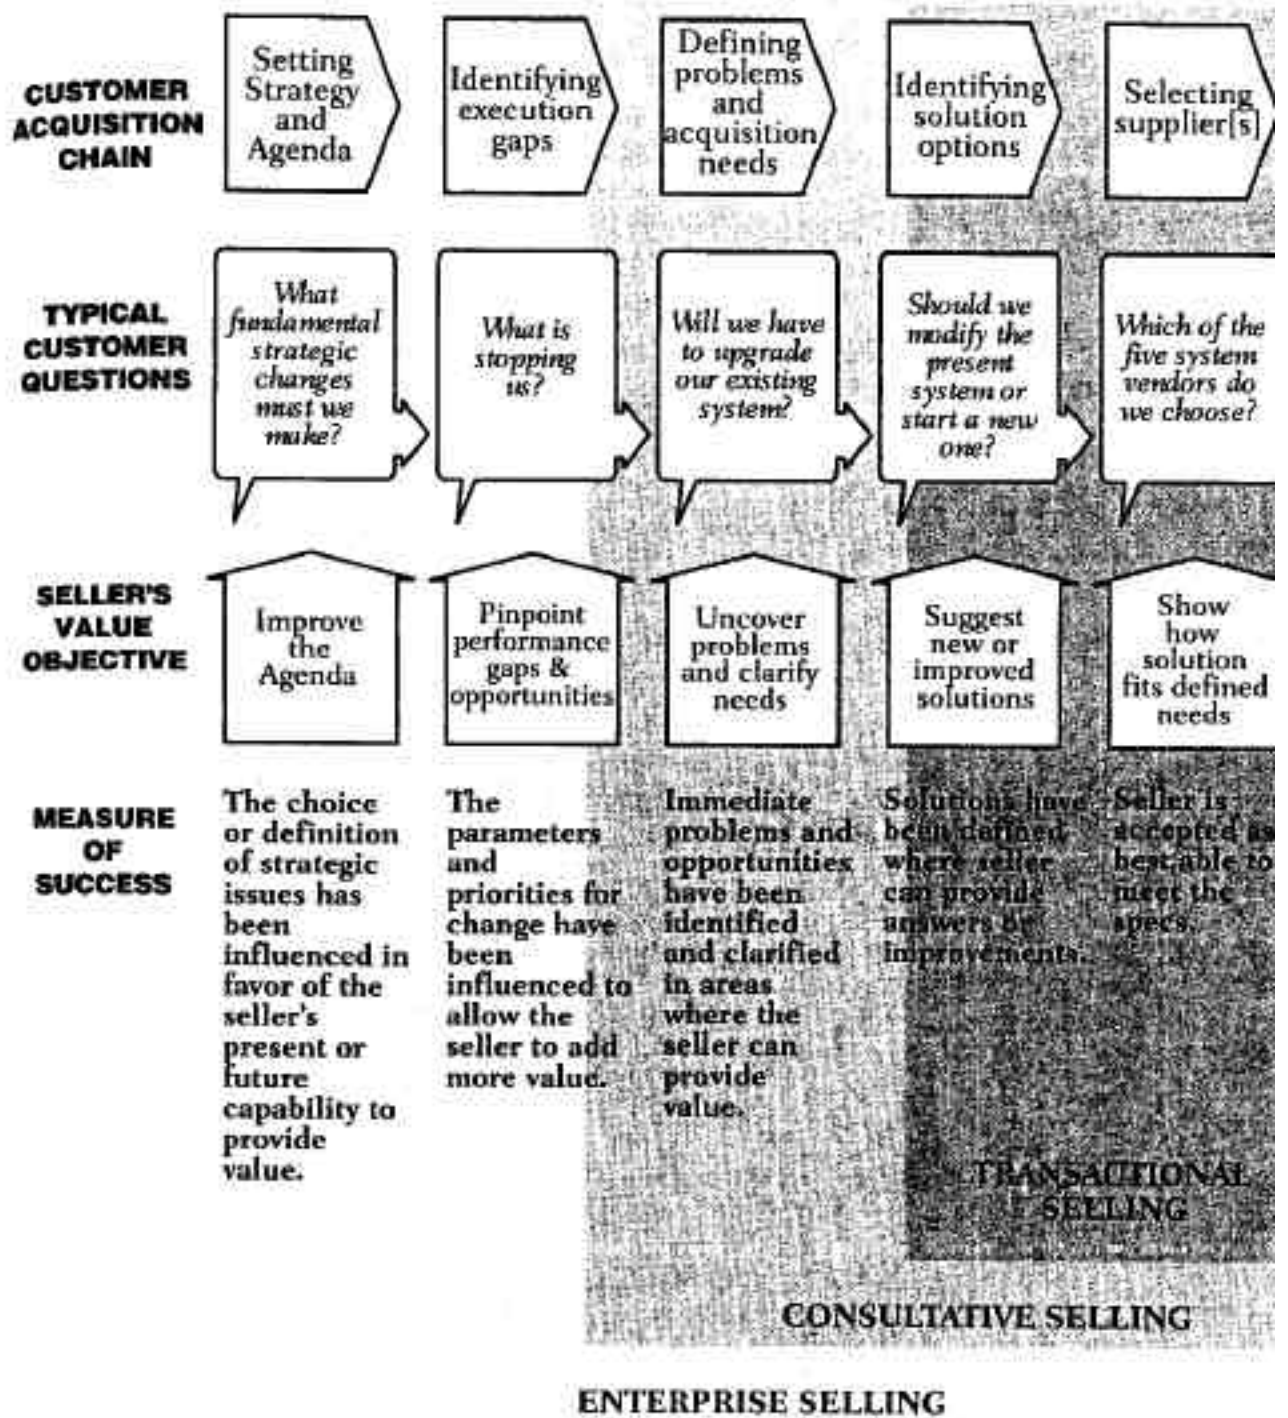 CUSTOMER
ACQUISITION
CHAIN
Setting
Strategy
and
Agenda
Identifying
execution
gaps
Defining
problems
and
acquisition
needs
Identifying
solution
options
Selecting
supplier[s]
TYPICAL
CUSTOMER
QUESTIONS
What
fundamental
strategic
changes
must we
make?
What is
stopping
us?
Will we have
to upgrade
our existing
system?
Should we
modify the
present
system or
start a new
one?
Which of the
five system
vendors do
we choose?
SELLER'S
VALUE
OBJECTIVE
Improve
the
Agenda
Pinpoint
performance
gaps &
opportunities
Uncover
problems
and clarify
needs
Suggest
new or
improved
solutions
Show
how
solution
fits defined
needs
MEASURE
OF
SUCCESS
The choice
or definition
of strategic
issues has
been
influenced in
favor of the
seller's
present or
future
capability to
provide
value.
The
parameters
and
priorities for
change have
been
influenced to
allow the
seller to add
more value.
Immediate
problems and
opportunities
have been
identified
and clarified
in areas
where the
seller can
provide
value.
Solutions have
been defined
where seller
can provide
answers or
improvements.
Seller is
accepted as
best able to
meet the
specs.
TRANSACTIONAL
SELLING
CONSULTATIVE SELLING
ENTERPRISE SELLING